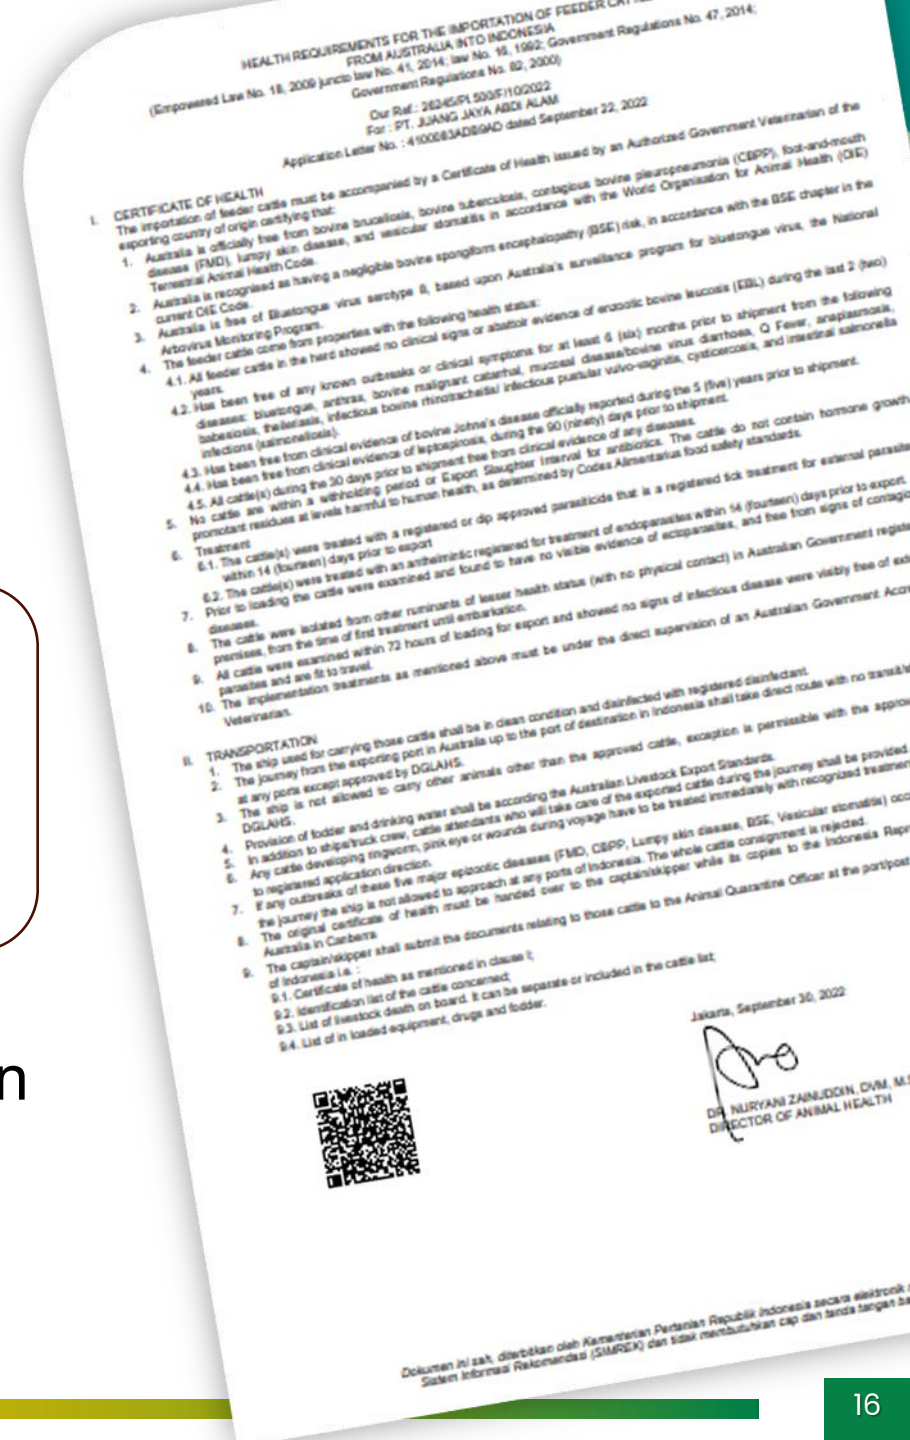 HEALTH REQUIREMENTS FOR THE IMPORTATION OF FEEDER
FROM AUSTRALIA INTO INDONESIA
(Empowered Law No. 18, 2009 juncto law No. 41, 2014; law No. 16, 1992; Government Regulations No. 47, 2014;
Government Regulations No. 82, 2000)
Our Ref.: 26245/PI.500/F/10/2022
For : PT. JUANG JAYA ABDI ALAM
Application Letter No. : dated September 22, 2022
I. CERTIFICATE OF HEALTH
The importation of feeder cattle must be accompanied by a Certificate of Health issued by an Authorized Government Veterinarian of the
exporting country of origin certifying that:
1. Australia is officially free from bovine brucellosis, bovine tuberculosis, contagious bovine pleuropneumonia (CBPP), foot-and-mouth
disease (FMD), lumpy skin disease, and vesicular stomatitis in accordance with the World Organisation for Animal Health (OIE)
Terrestrial Animal Health Code.
2. Australia is recognised as having a negligible bovine spongiform encephalopathy (BSE) risk, in accordance with the BSE chapter in the
current OIE Code.
3. Australia is free of Bluetongue virus serotype 8, based upon Australia's surveillance program for bluetongue virus, the National
Arbovirus Monitoring Program.
4. The feeder cattle come from properties with the following health status:
4.1. All feeder cattle in the herd showed no clinical signs or abattoir evidence of enzootic bovine leucosis (EBL) during the last 2 (two)
years.
4.2. Has been free of any known outbreaks or clinical symptoms for at least 6 (six) months prior to shipment from the following
diseases: bluetongue, anthrax, bovine malignant catarrhal, mucosal disease/bovine virus diarrhoea, Q Fever, anaplasmosis,
babesiosis, theileriasis, infectious bovine rhinotracheitis/ infectious pustular vulvo-vaginitis, cysticercosis, and intestinal salmonella
infections (salmonellosis).
4.3. Has been free from clinical evidence of bovine Johne's disease officially reported during the 5 (five) years prior to shipment.
4.4. Has been free from clinical evidence of leptospirosis, during the 90 (ninety) days prior to shipment.
4.5. All cattle(s) during the 30 days prior to shipment free from clinical evidence of any diseases.
5. No cattle are within a withholding period or Export Slaughter Interval for antibiotics. The cattle do not contain hormone growth
promotant residues at levels harmful to human health, as determined by Codex Alimentarius food safety standards.
6. Treatment
6.1. The cattle(s) were treated with a registered or dip approved parasiticide that is a registered tick treatment for external parasite
within 14 (fourteen) days prior to export
6.2. The cattle(s) were treated with an anthelmintic registered for treatment of endoparasites within 14 (fourteen) days prior to export.
7. Prior to loading the cattle were examined and found to have no visible evidence of ectoparasites, and free from signs of contagio
diseases.
8. The cattle were isolated from other ruminants of lesser health status (with no physical contact) in Australian Government registe
premises, from the time of first treatment until embarkation.
9. All cattle were examined within 72 hours of loading for export and showed no signs of infectious disease were visibly free of ext
parasites and are fit to travel.
10. The implementation treatments as mentioned above must be under the direct supervision of an Australian Government Accr
Veterinarian.
II. TRANSPORTATION
1. The ship used for carrying those cattle shall be in clean condition and disinfected with registered disinfectant.
2. The journey from the exporting port in Australia up to the port of destination in Indonesia shall take direct route with no
at any ports except approved by DGLAHS.
3. The ship is not allowed to carry other animals other than the approved cattle, exception is permissible with the approv
DGLAHS.
4. Provision of fodder and drinking water shall be according the Australian Livestock Export Standards.
5. In addition to ships/truck crew, cattle attendants who will take care of the exported cattle during the journey shall be provided.
6. Any cattle developing ringworm, pink eye or wounds during voyage have to be treated immediately with recognized treatmen
to registered application direction.
7. If any outbreaks of these five major epizootic diseases (FMD, CBPP, Lumpy skin disease, BSE, Vesicular stomatitis) occ
the journey the ship is not allowed to approach at any ports of Indonesia. The whole cattle consignment is rejected.
8. The original certificate of health must be handed over to the captain/skipper while its copies to the Indonesia Repr
Australia in Canberra
9. The captain/skipper shall submit the documents relating to those cattle to the Animal Quarantine Officer at the port/post
of Indonesia i.e. :
9.1. Certificate of health as mentioned in clause I;
9.2. Identification list of the cattle concerned;
9.3. List of livestock death on board. It can be separate or included in the cattle list;
9.4. List of in loaded equipment, drugs and fodder.
Jakarta, September 30, 2022
DR. NURYANI ZAINUDDIN, DVM, M.S
DIRECTOR OF ANIMAL HEALTH
n
Dokumen ini sah, diterbitkan oleh Kementerian Pertanian Republik Indonesia secara elektronik
Sistem Informasi Rekomendasi (SIMREK) dan tidak membutuhkan cap dan tanda tangan ba
16